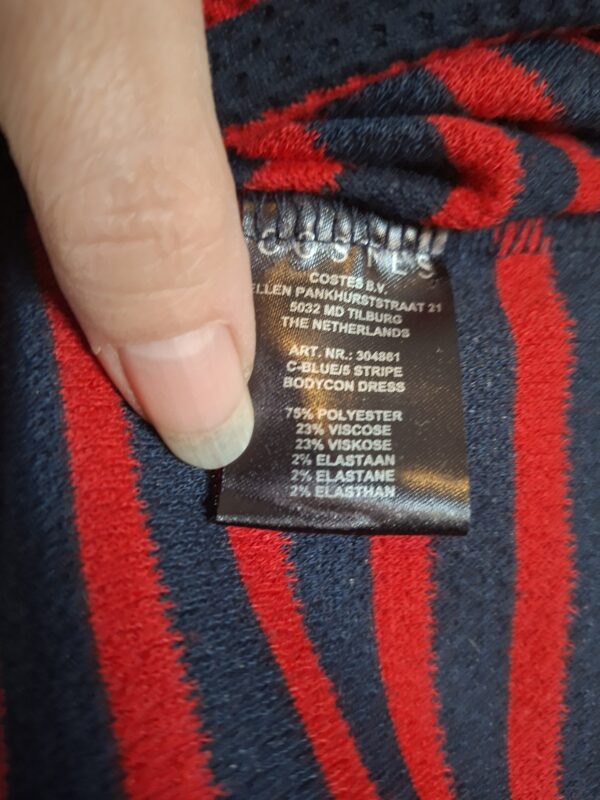 COSTES
COSTES B.V.
ELLEN PANKHURSTSTRAAT 21
5032 MD TILBURG
THE NETHERLANDS
ART. NR.: 304861
C-BLUE/5 STRIPE
BODYCON DRESS
75% POLYESTER
23% VISCOSE
23% VISKOSE
2% ELASTAAN
2% ELASTANE
2% ELASTHAN